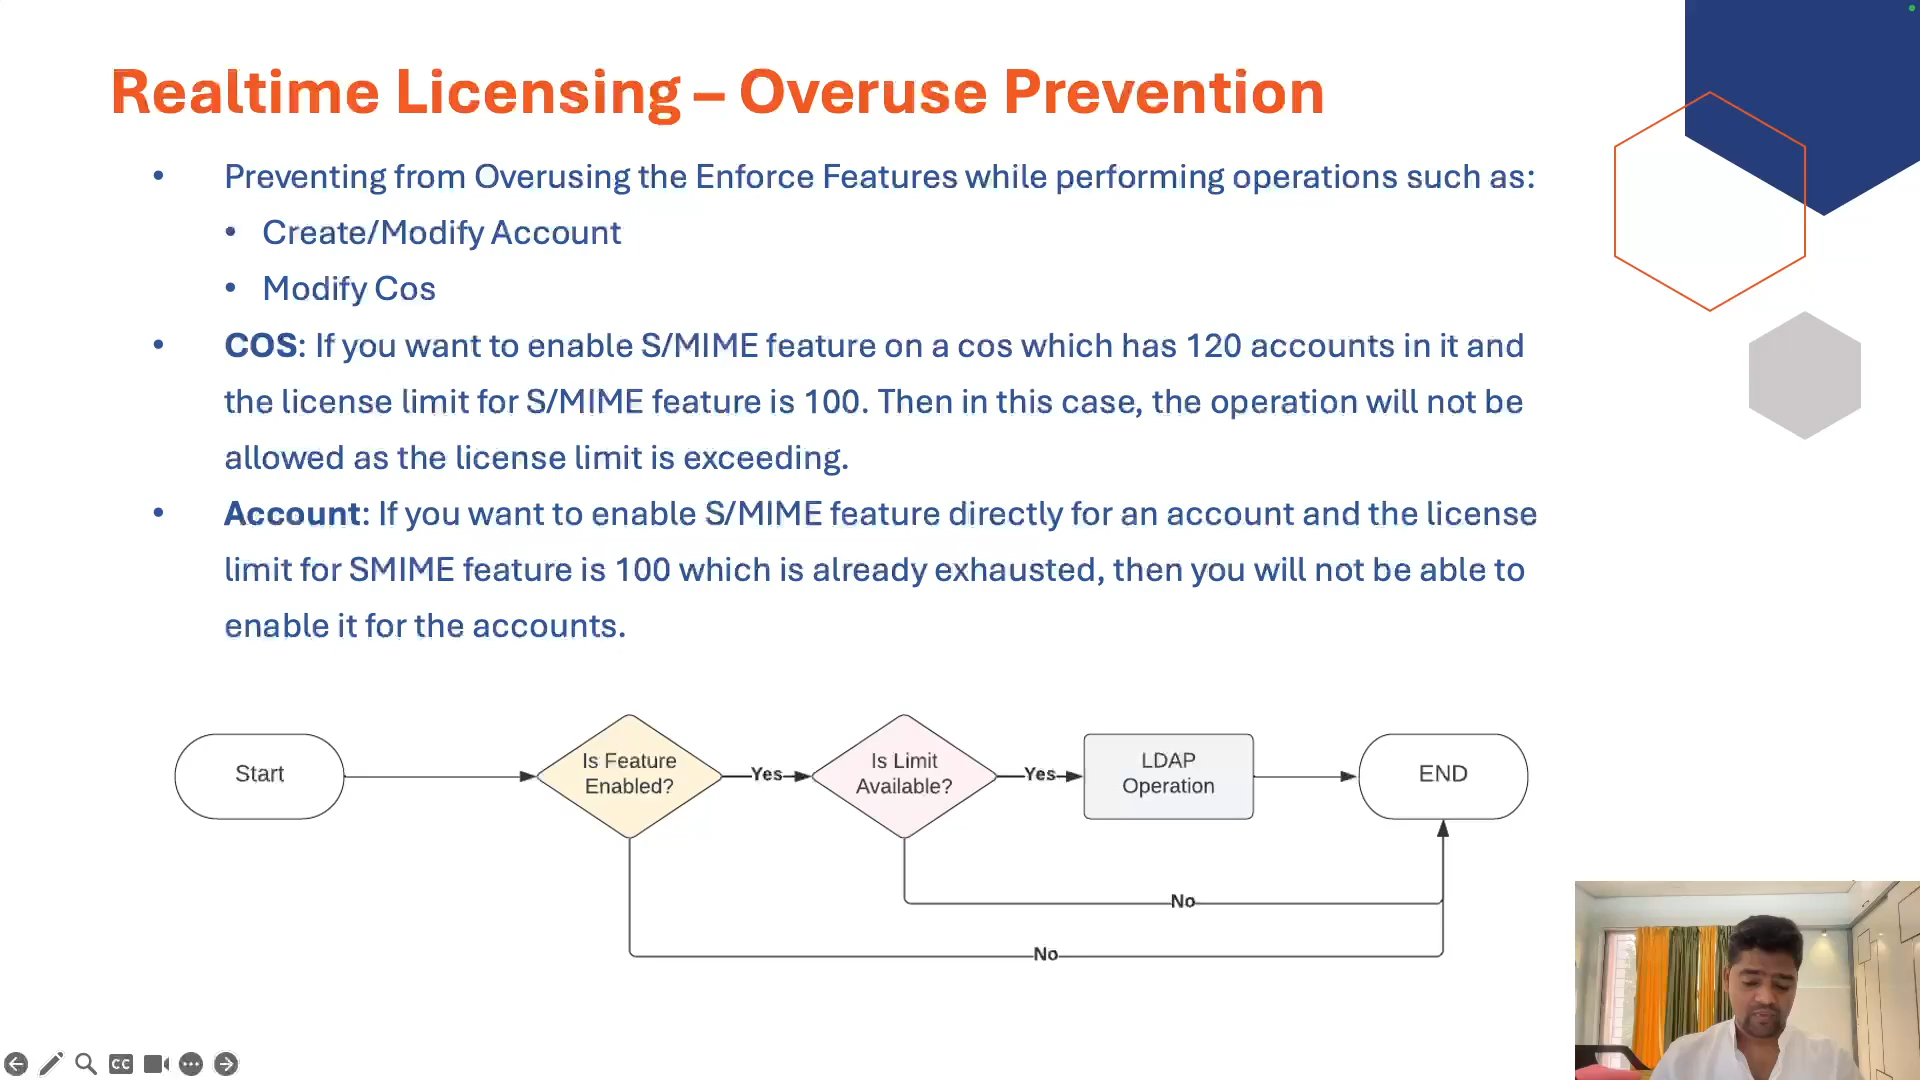 Realtime Licensing – Overuse Prevention
• Preventing from Overusing the Enforce Features while performing operations such as:
• Create/Modify Account
• Modify Cos
• COS: If you want to enable S/MIME feature on a cos which has 120 accounts in it and
the license limit for S/MIME feature is 100. Then in this case, the operation will not be
allowed as the license limit is exceeding.
• Account: If you want to enable S/MIME feature directly for an account and the license
limit for SMIME feature is 100 which is already exhausted, then you will not be able to
enable it for the accounts.
Start
Is Feature
Enabled?
Yes
Is Limit
Available?
Yes
LDAP
Operation
END
No
No
CC